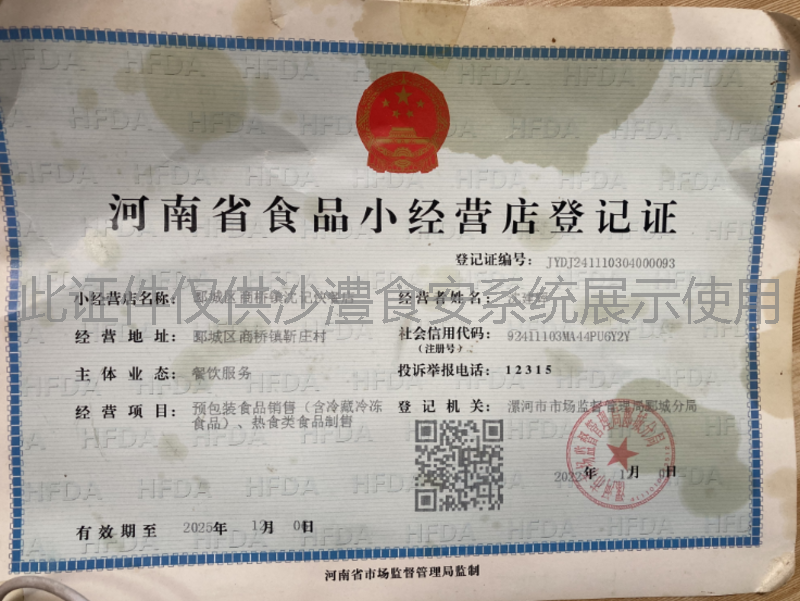 河南省食品小经营店登记证
登记证编号： JYDJ241110304000093
此证件仅供沙澧食安系统展示使用
小经营店名称： 郾城区商桥镇
经营者姓名：
经营地址： 郾城区商桥镇靳庄村
社会信用代码： 92411103MA44PU6Y2Y
（注册号）
主体业态： 餐饮服务
投诉举报电话： 12315
经营项目： 预包装食品销售（含冷藏冷冻
食品）、热食类食品制售
登记机关： 漯河市市场监督管理局郾城分局
年 月 日
有效期至 2025年 12月 0日
河南省市场监督管理局监制